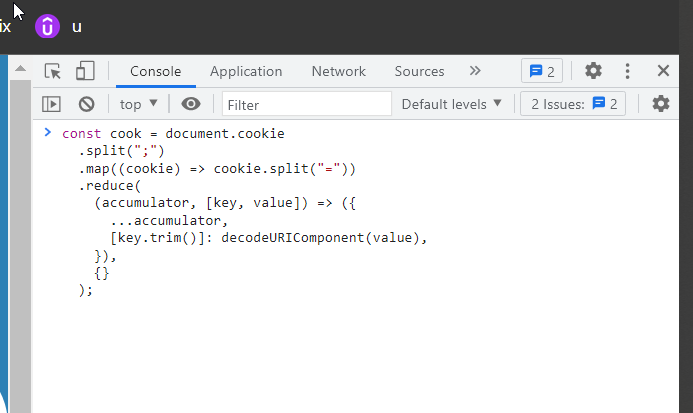 ix u
Console Application Network Sources 2
top Filter Default levels 2 Issues: 2
const cook = document.cookie
.split(";")
.map((cookie) => cookie.split("="))
.reduce(
(accumulator, [key, value]) => ({
...accumulator,
[key.trim()]: decodeURIComponent(value),
}),
{}
);